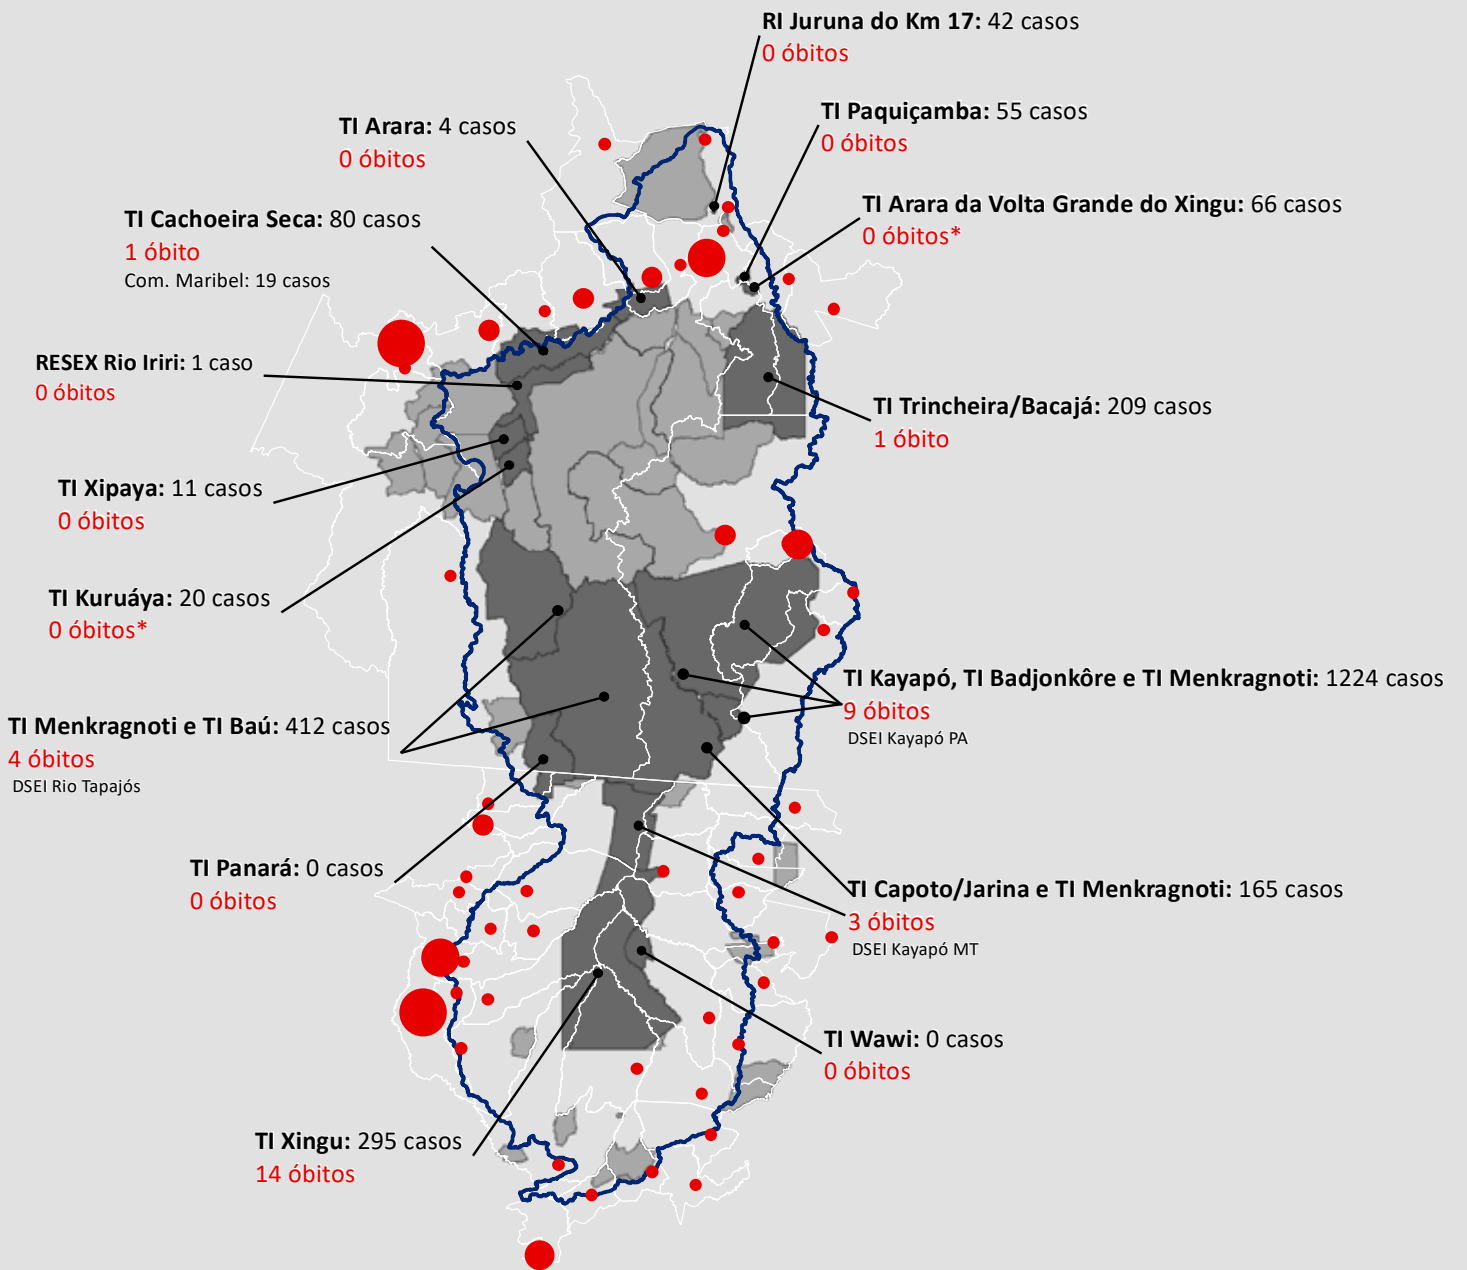 RI Juruna do Km 17: 42 casos
0 óbitos
TI Paquiçamba: 55 casos
0 óbitos
TI Arara: 4 casos
0 óbitos
TI Arara da Volta Grande do Xingu: 66 casos
0 óbitos*
TI Cachoeira Seca: 80 casos
1 óbito
Com. Maribel: 19 casos
RESEX Rio Iriri: 1 caso
0 óbitos
TI Trincheira/Bacajá: 209 casos
1 óbito
TI Xipaya: 11 casos
0 óbitos
TI Kuruáya: 20 casos
0 óbitos*
TI Kayapó, TI Badjonkôre e TI Menkragnoti: 1224 casos
9 óbitos
DSEI Kayapó PA
TI Menkragnoti e TI Baú: 412 casos
4 óbitos
DSEI Rio Tapajós
TI Panará: 0 casos
0 óbitos
TI Capoto/Jarina e TI Menkragnoti: 165 casos
3 óbitos
DSEI Kayapó MT
TI Wawi: 0 casos
0 óbitos
TI Xingu: 295 casos
14 óbitos